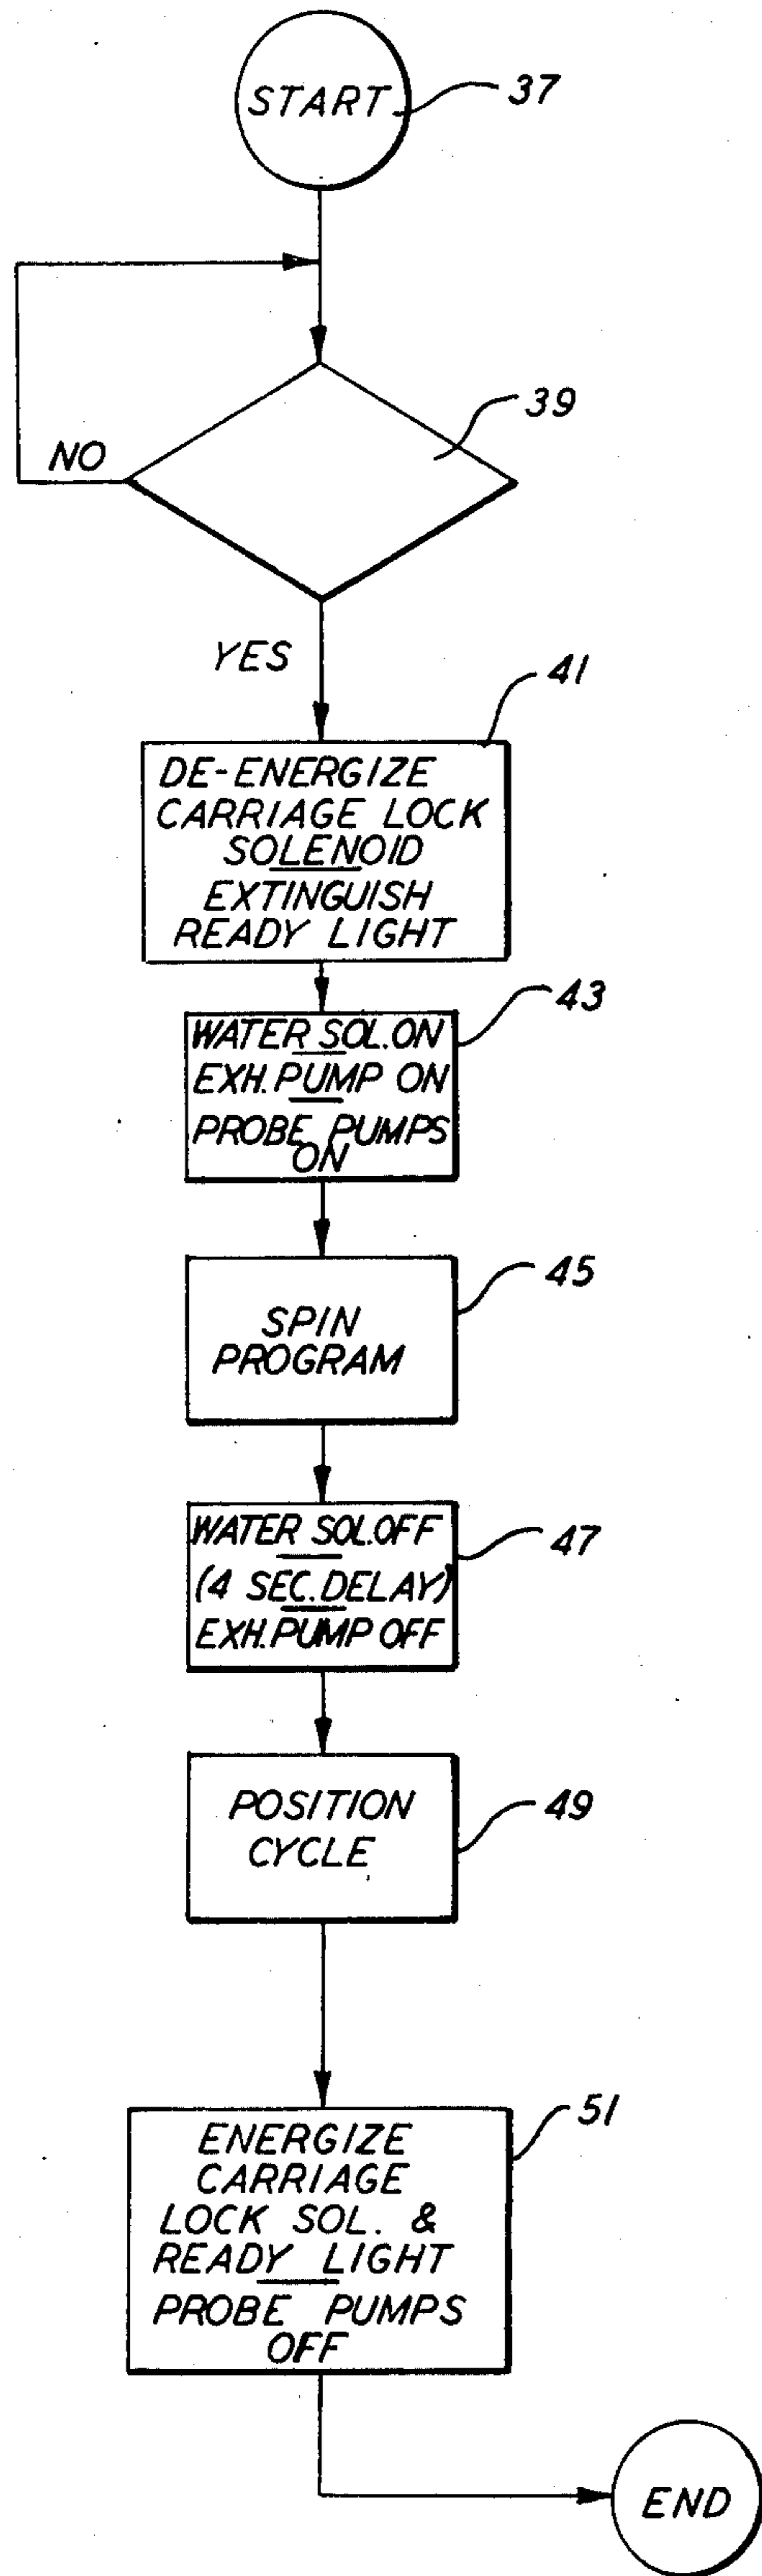 START
37
39
NO
YES
41
DE-ENERGIZE
CARRIAGE LOCK
SOLENOID
EXTINGUISH
READY LIGHT
43
WATER SOL. ON
EXH. PUMP ON
PROBE PUMPS
ON
45
SPIN
PROGRAM
47
WATER SOL. OFF
(4 SEC. DELAY)
EXH. PUMP OFF
49
POSITION
CYCLE
51
ENERGIZE
CARRIAGE
LOCK SOL. &
READY LIGHT
PROBE PUMPS
OFF
END